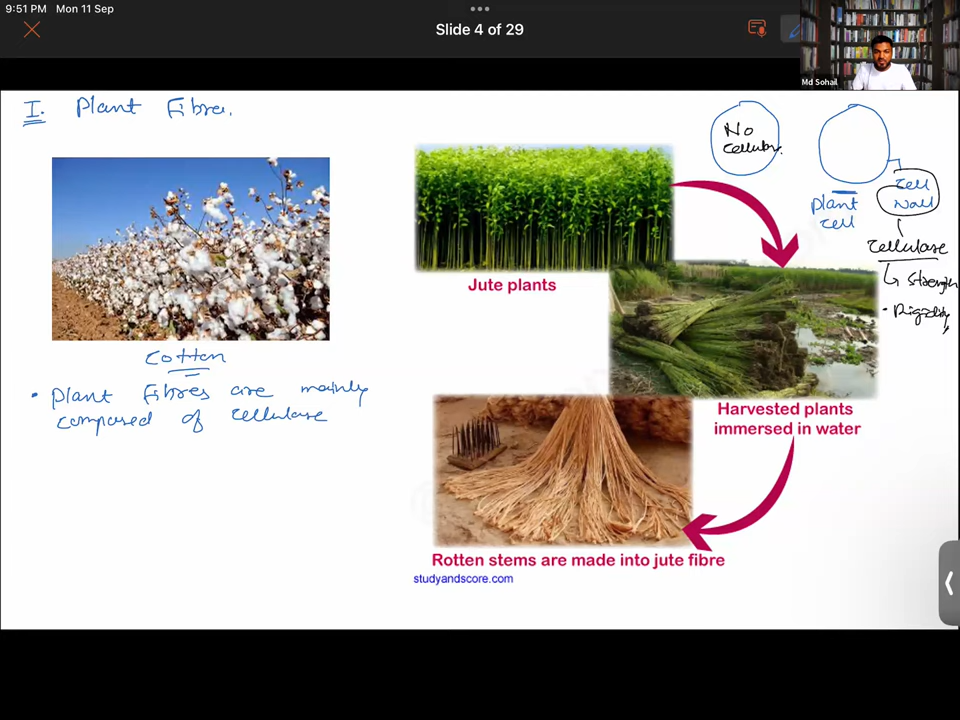 9:51 PM Mon 11 Sep
Slide 4 of 29
Md Sohail
I. Plant Fibre.
No
cellulose.
plant
cell
cell
wall
cellulose
strength
• Rigidity
Jute plants
cotton
• plant Fibres are mainly
composed of cellulose
Harvested plants
immersed in water
Rotten stems are made into jute fibre
studyandscore.com